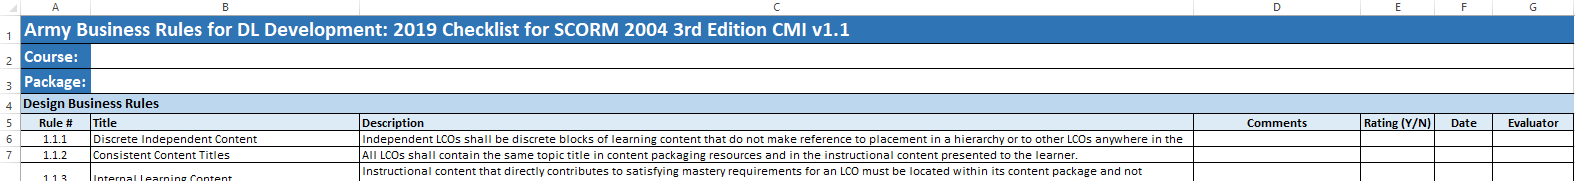 A B C D E F G
1 Army Business Rules for DL Development: 2019 Checklist for SCORM 2004 3rd Edition CMI v1.1
2 Course:
3 Package:
4 Design Business Rules
5 Rule # Title Description Comments Rating (Y/N) Date Evaluator
6 1.1.1 Discrete Independent Content Independent LCOs shall be discrete blocks of learning content that do not make reference to placement in a hierarchy or to other LCOs anywhere in the
7 1.1.2 Consistent Content Titles All LCOs shall contain the same topic title in content packaging resources and in the instructional content presented to the learner.
Instructional content that directly contributes to satisfying mastery requirements for an LCO must be located within its content package and not
1.1.3 Internal Learning Content